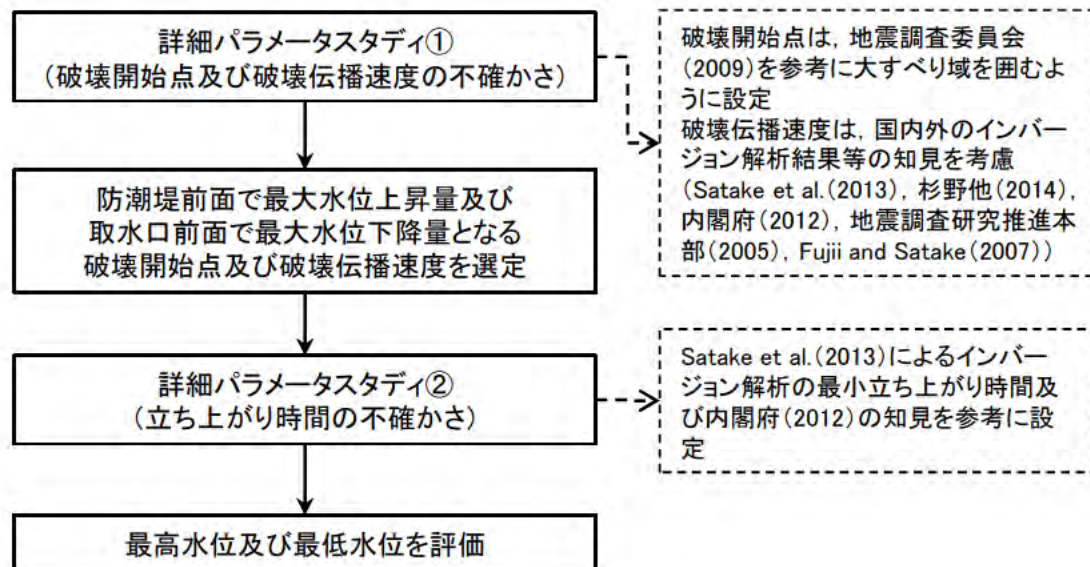 詳細パラメータスタディ①
(破壊開始点及び破壊伝播速度の不確かさ)
破壊開始点は，地震調査委員会
(2009)を参考に大すべり域を囲むよ
うに設定
破壊伝播速度は，国内外のインバー
ジョン解析結果等の知見を考慮
(Satake et al.(2013)，杉野他(2014)，
内閣府(2012)，地震調査研究推進本
部(2005)，Fujii and Satake(2007))
防潮堤前面で最大水位上昇量及び
取水口前面で最大水位下降量となる
破壊開始点及び破壊伝播速度を選定
詳細パラメータスタディ②
(立ち上がり時間の不確かさ)
Satake et al.(2013)によるインバー
ジョン解析の最小立ち上がり時間及
び内閣府(2012)の知見を参考に設
定
最高水位及び最低水位を評価